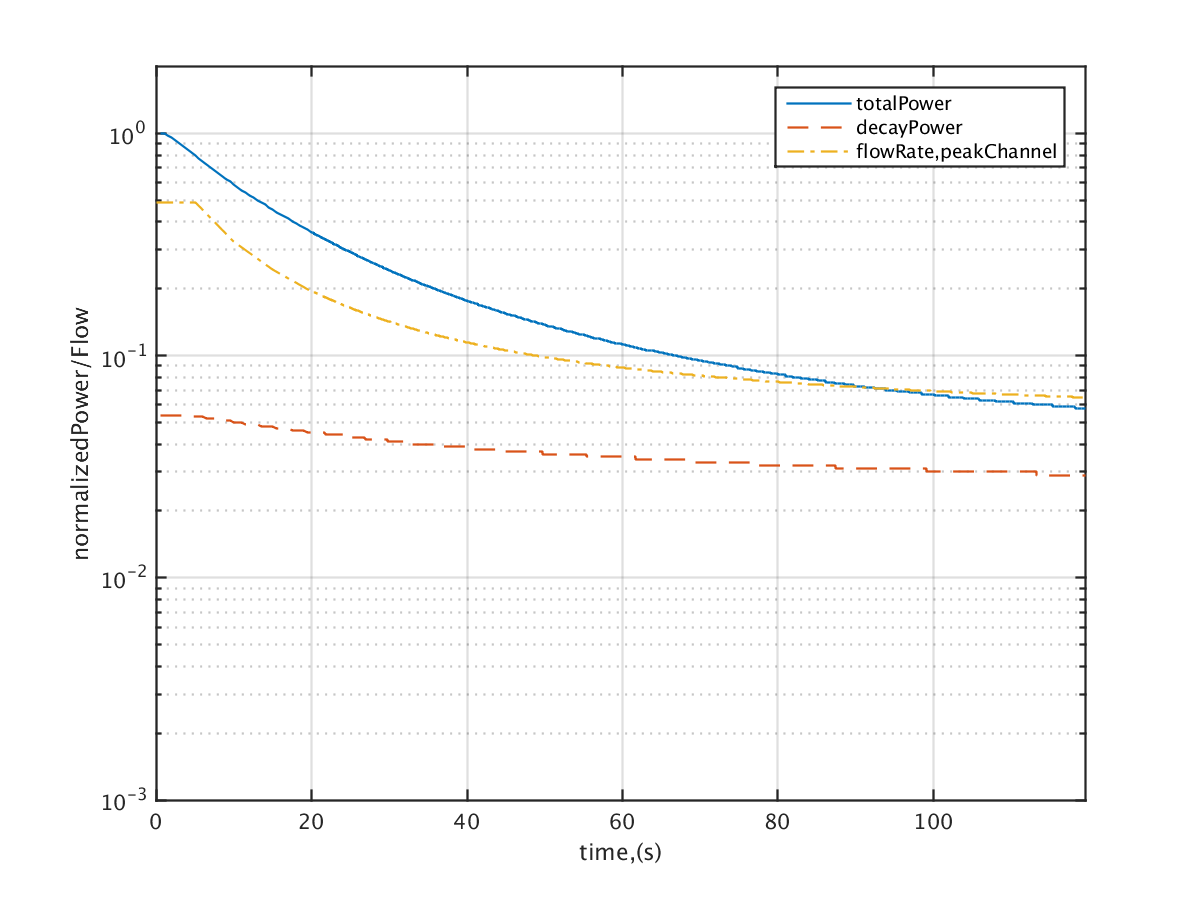 totalPower
decayPower
flowRate,peakChannel
normalizedPower/Flow
10^0
10^-1
10^-2
10^-3
0 20 40 60 80 100
time,(s)